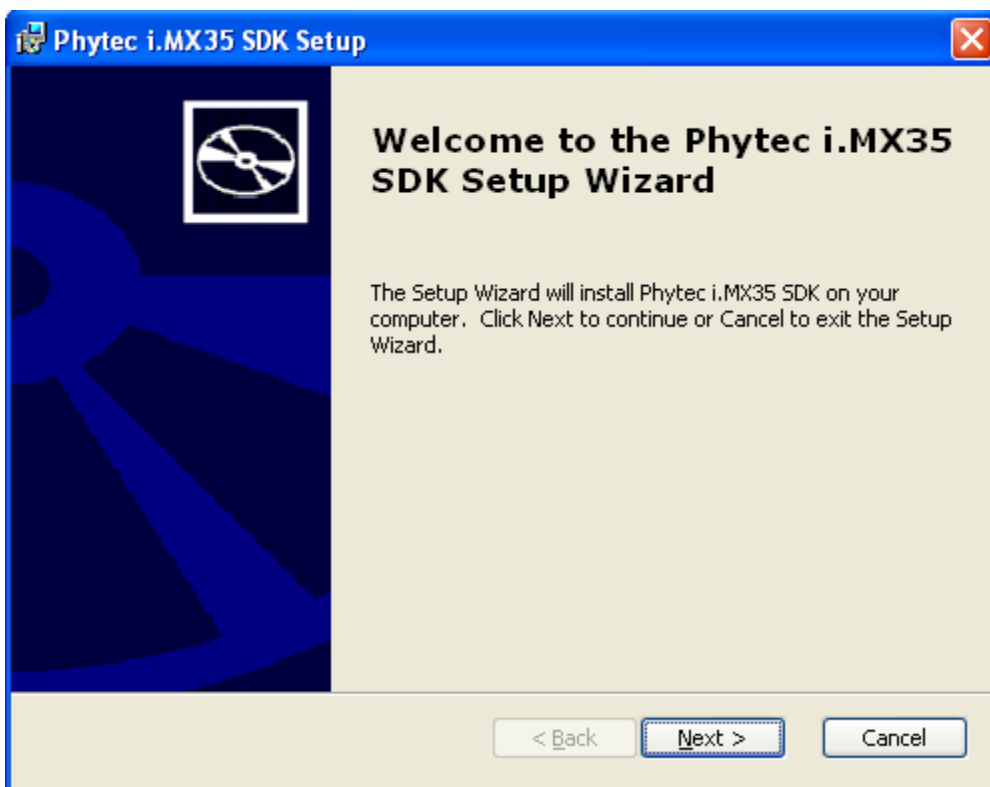 Phytec i.MX35 SDK Setup
Welcome to the Phytec i.MX35
SDK Setup Wizard
The Setup Wizard will install Phytec i.MX35 SDK on your
computer. Click Next to continue or Cancel to exit the Setup
Wizard.
< Back
Next >
Cancel